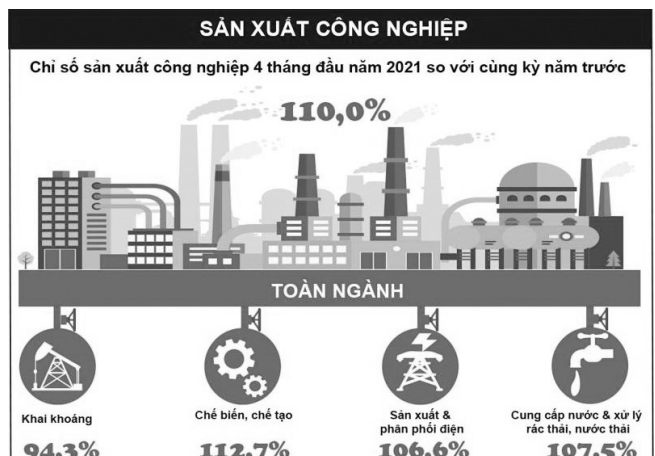 SẢN XUẤT CÔNG NGHIỆP
Chỉ số sản xuất công nghiệp 4 tháng đầu năm 2021 so với cùng kỳ năm trước
110,0%
TOÀN NGÀNH
Khai khoáng
94,3%
Chế biến, chế tạo
112,7%
Sản xuất &
phân phối điện
106,6%
Cung cấp nước & xử lý
rác thải, nước thải
107,5%